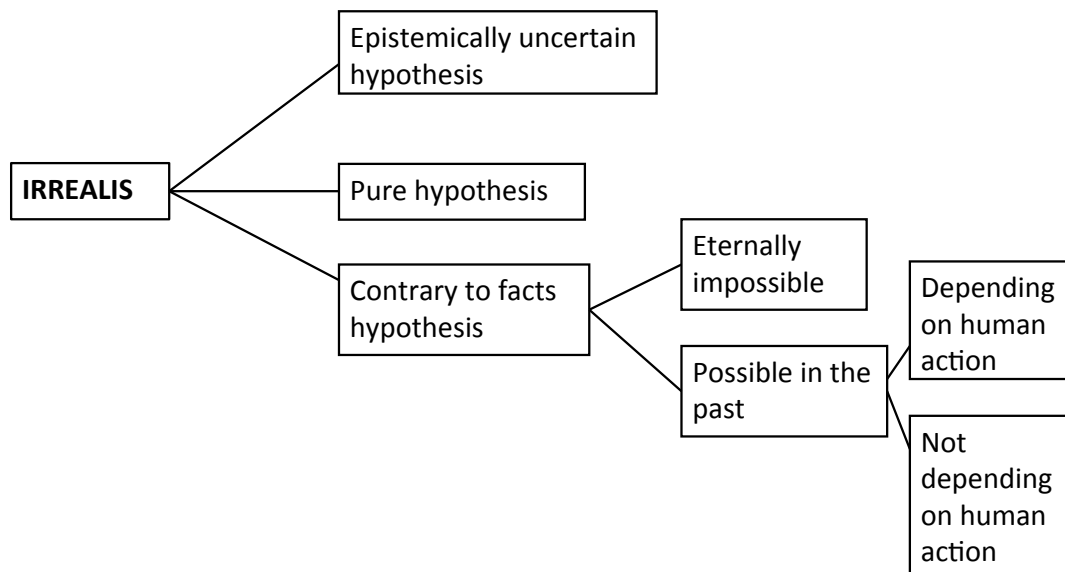 Epistemically uncertain
hypothesis
IRREALIS
Pure hypothesis
Contrary to facts
hypothesis
Eternally
impossible
Possible in the
past
Depending
on human
action
Not
depending
on human
action